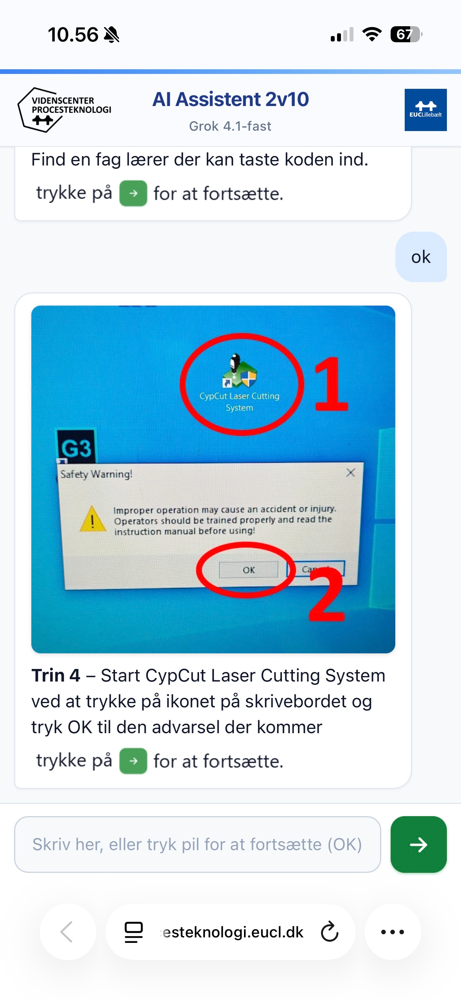 10.56
67
VIDENSCENTER
PROCESTEKNOLOGI
AI Assistent 2v10
Grok 4.1-fast
EUCLillebælt
Find en fag lærer der kan taste koden ind.
trykke på → for at fortsætte.
ok
1
CypCut Laser Cutting
System
G3
Safety Warning!
Improper operation may cause an accident or injury.
Operators should be trained properly and read the
instruction manual before using!
OK
2
Trin 4 – Start CypCut Laser Cutting System
ved at trykke på ikonet på skrivebordet og
tryk OK til den advarsel der kommer
trykke på → for at fortsætte.
Skriv her, eller tryk pil for at fortsætte (OK)
esteknologi.eucl.dk